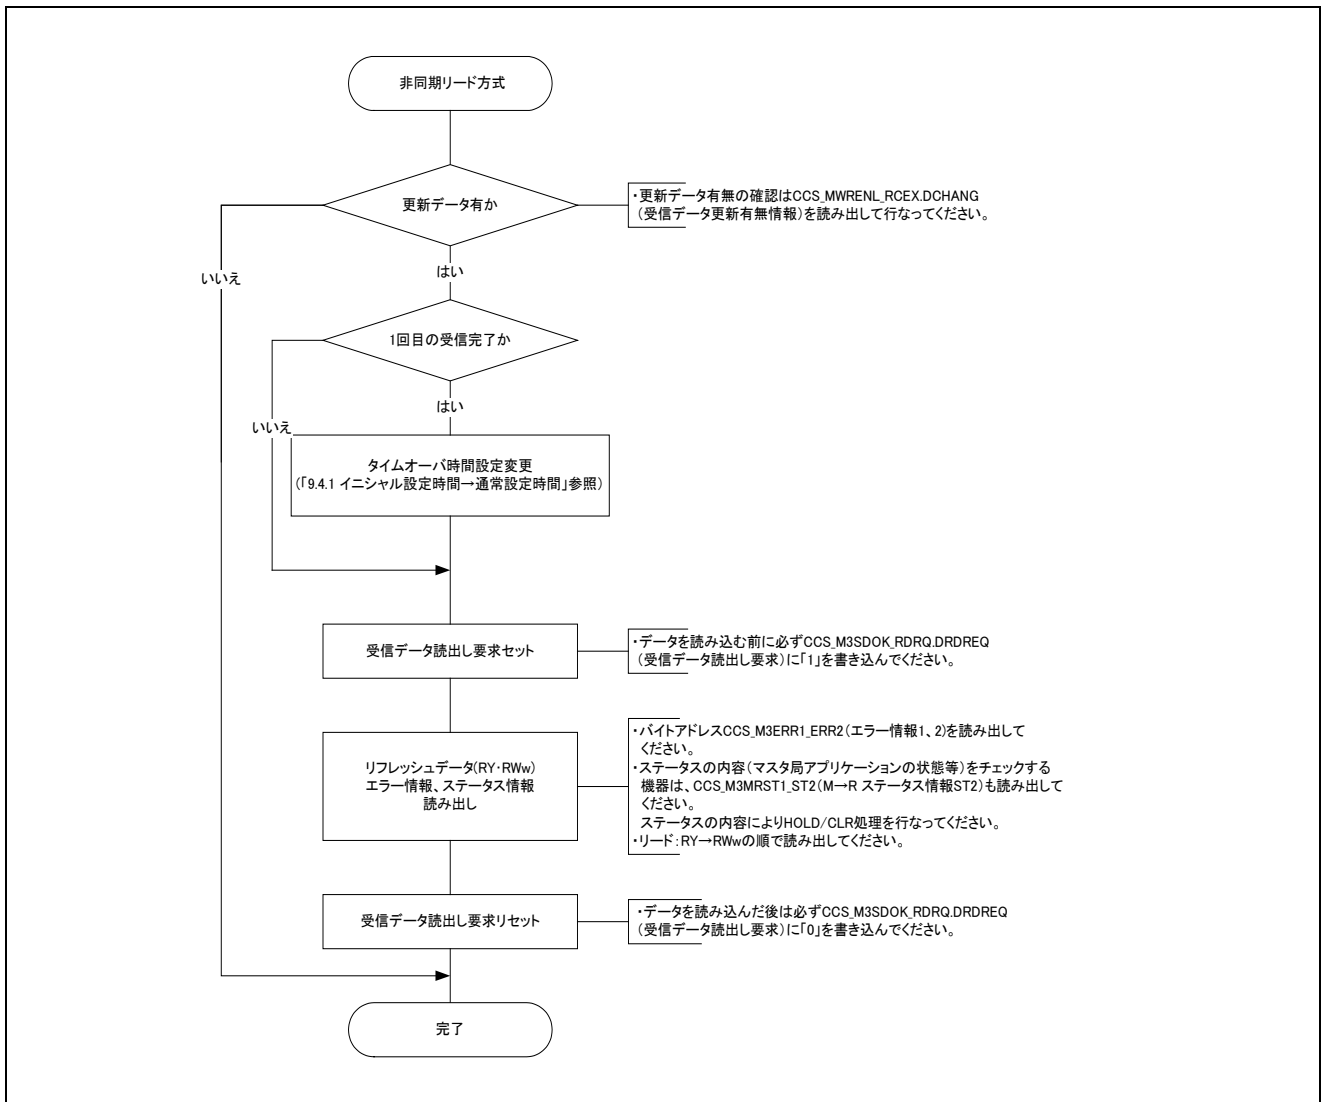 非同期リード方式
更新データ有か
・更新データ有無の確認はCCS_MWRENL_RCEX.DCHANG
（受信データ更新有無情報）を読み出して行なってください。
はい
いいえ
1回目の受信完了か
はい
いいえ
タイムオーバ時間設定変更
（「9.4.1 イニシャル設定時間→通常設定時間」参照）
受信データ読出し要求セット
・データを読み込む前に必ずCCS_M3SDOK_RDRQ.DRDREQ
（受信データ読出し要求）に「1」を書き込んでください。
リフレッシュデータ(RY・RWw)
エラー情報、ステータス情報
読み出し
・バイトアドレスCCS_M3ERR1_ERR2（エラー情報1、2）を読み出して
ください。
・ステータスの内容（マスタ局アプリケーションの状態等）をチェックする
機器は、CCS_M3MRST1_ST2（M→R ステータス情報ST2）も読み出して
ください。
ステータスの内容によりHOLD/CLR処理を行なってください。
・リード：RY→RWwの順で読み出してください。
受信データ読出し要求リセット
・データを読み込んだ後は必ずCCS_M3SDOK_RDRQ.DRDREQ
（受信データ読出し要求）に「0」を書き込んでください。
完了